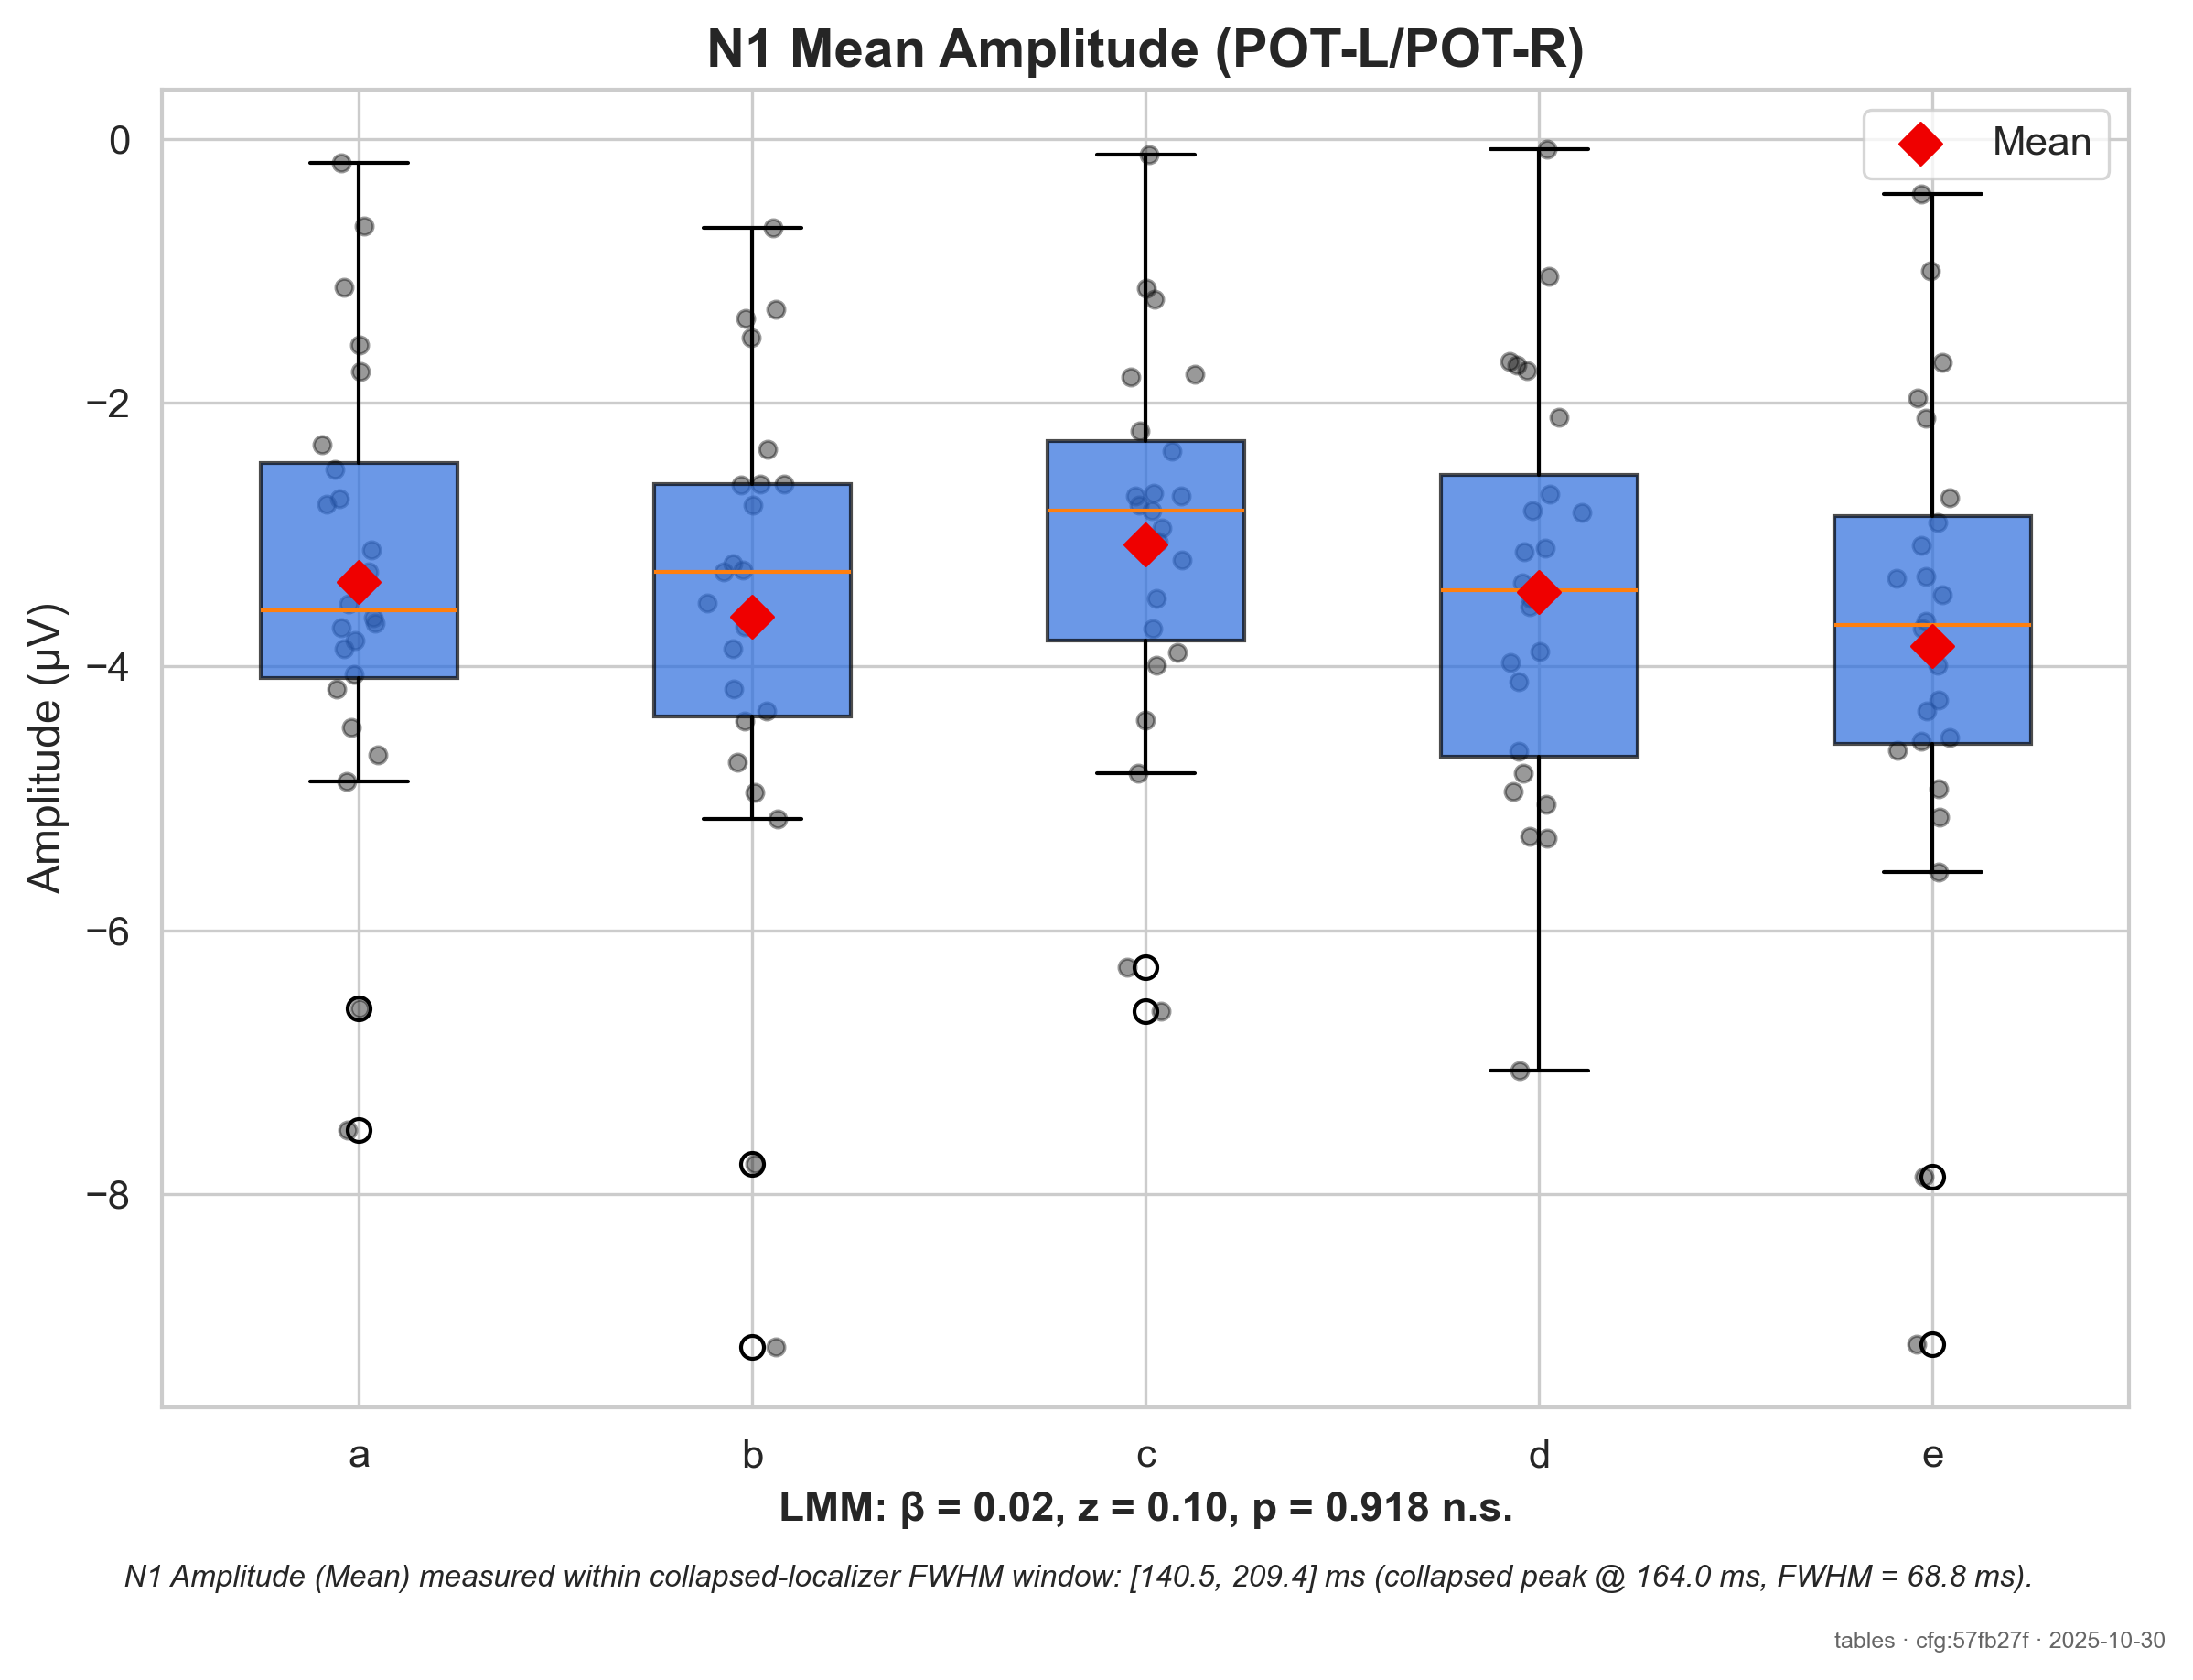 N1 Mean Amplitude (POT-L/POT-R)
Mean
Amplitude (µV)
0
−2
−4
−6
−8
a b c d e
LMM: β = 0.02, z = 0.10, p = 0.918 n.s.
N1 Amplitude (Mean) measured within collapsed-localizer FWHM window: [140.5, 209.4] ms (collapsed peak @ 164.0 ms, FWHM = 68.8 ms).
tables · cfg:57fb27f · 2025-10-30